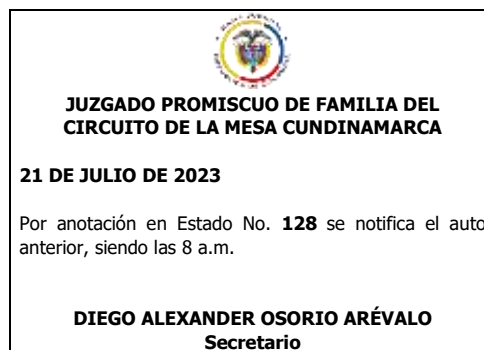 JUZGADO PROMISCUO DE FAMILIA DEL
CIRCUITO DE LA MESA CUNDINAMARCA
21 DE JULIO DE 2023
Por anotación en Estado No. 128 se notifica el auto
anterior, siendo las 8 a.m.
DIEGO ALEXANDER OSORIO ARÉVALO
Secretario